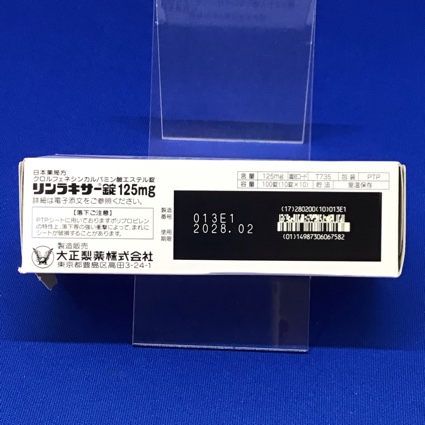 日本薬局方
クロルフェネシンカルバミン酸エステル錠
リンラキサー錠125mg
詳細は電子添文をご参照ください。
【落下ご注意】
PTPシートに用いておりますポリプロピレン
の特性上、落下等の強い衝撃によって、まれに
シートが破損することがあります。
製造販売
大正製薬株式会社
東京都豊島区高田3-24-1
含量 125mg 識別コード T735 包装 PTP
容量 100錠(10錠×10) 貯法 室温保存
製造
番号 013E1
使用
期限 2028.02
(17)280200(10)013E1
(01)14987306067582